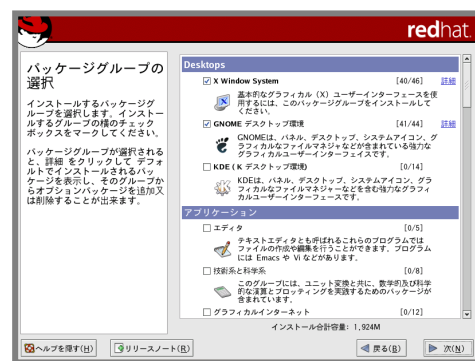 redhat.
パッケージグループの
選択
インストールするパッケージグ
ループを選択します。インストー
ルするグループの横のチェック
ボックスをマークしてください。
パッケージグループが選択される
と、詳細 をクリックして デフォ
ルトでインストールされるパッ
ケージを表示し、そのグループか
らオプションパッケージを追加又
は削除することが出来ます。
Desktops
X Window System [40/46] 詳細
基本的なグラフィカル（X）ユーザーインターフェースを使
用するには、このパッケージグループをインストールして
ください。
GNOME デスクトップ環境 [41/44] 詳細
GNOMEは、パネル、デスクトップ、システムアイコン、グ
ラフィカルなファイルマネジャーなどが含まれている強力な
グラフィカルユーザーインターフェイスです。
KDE ( K デスクトップ環境) [0/14]
KDEは、パネル、デスクトップ、システムアイコン、グラ
フィカルなファイルマネジャーなどを含む強力なグラフィ
カルユーザーインターフェースです。
アプリケーション
エディタ [0/5]
テキストエディタとも呼ばれるこれらのプログラムでは
ファイルの作成や編集を行うことができます。プログラム
には Emacs や Vi などがあります。
技術系と科学系 [0/8]
このグループには、ユニット変換と共に、数学的及び科学
的な演算とプロッティングを実践するためのパッケージが
含まれています。
グラフィカルインターネット [0/12]
インストール合計容量: 1,924M
ヘルプを隠す(H)
リリースノート(R)
戻る(B)
次(N)